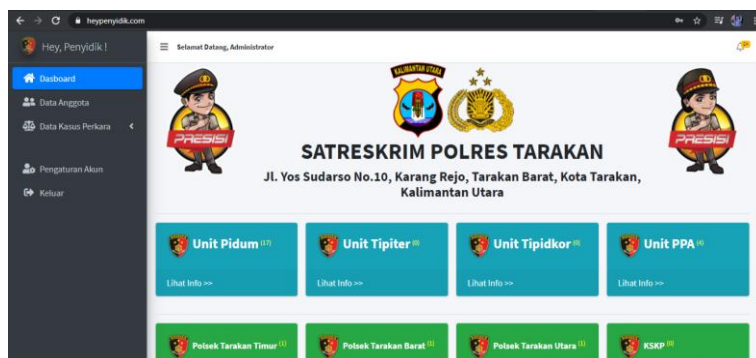 heypenyidik.com
Hey, Penyidik !
Selamat Datang, Administrator
Dasboard
Data Anggota
Data Kasus Perkara
Pengaturan Akun
Keluar
KALIMANTAN UTARA
PRESISI
PRESISI
SATRESKRIM POLRES TARAKAN
Jl. Yos Sudarso No.10, Karang Rejo, Tarakan Barat, Kota Tarakan,
Kalimantan Utara
Unit Pidum (17)
Unit Tipiter (0)
Unit Tipidkor (0)
Unit PPA (4)
Lihat Info >>
Lihat Info >>
Lihat Info >>
Lihat Info >>
Polsek Tarakan Timur (1)
Polsek Tarakan Barat (1)
Polsek Tarakan Utara (1)
KSKP (0)